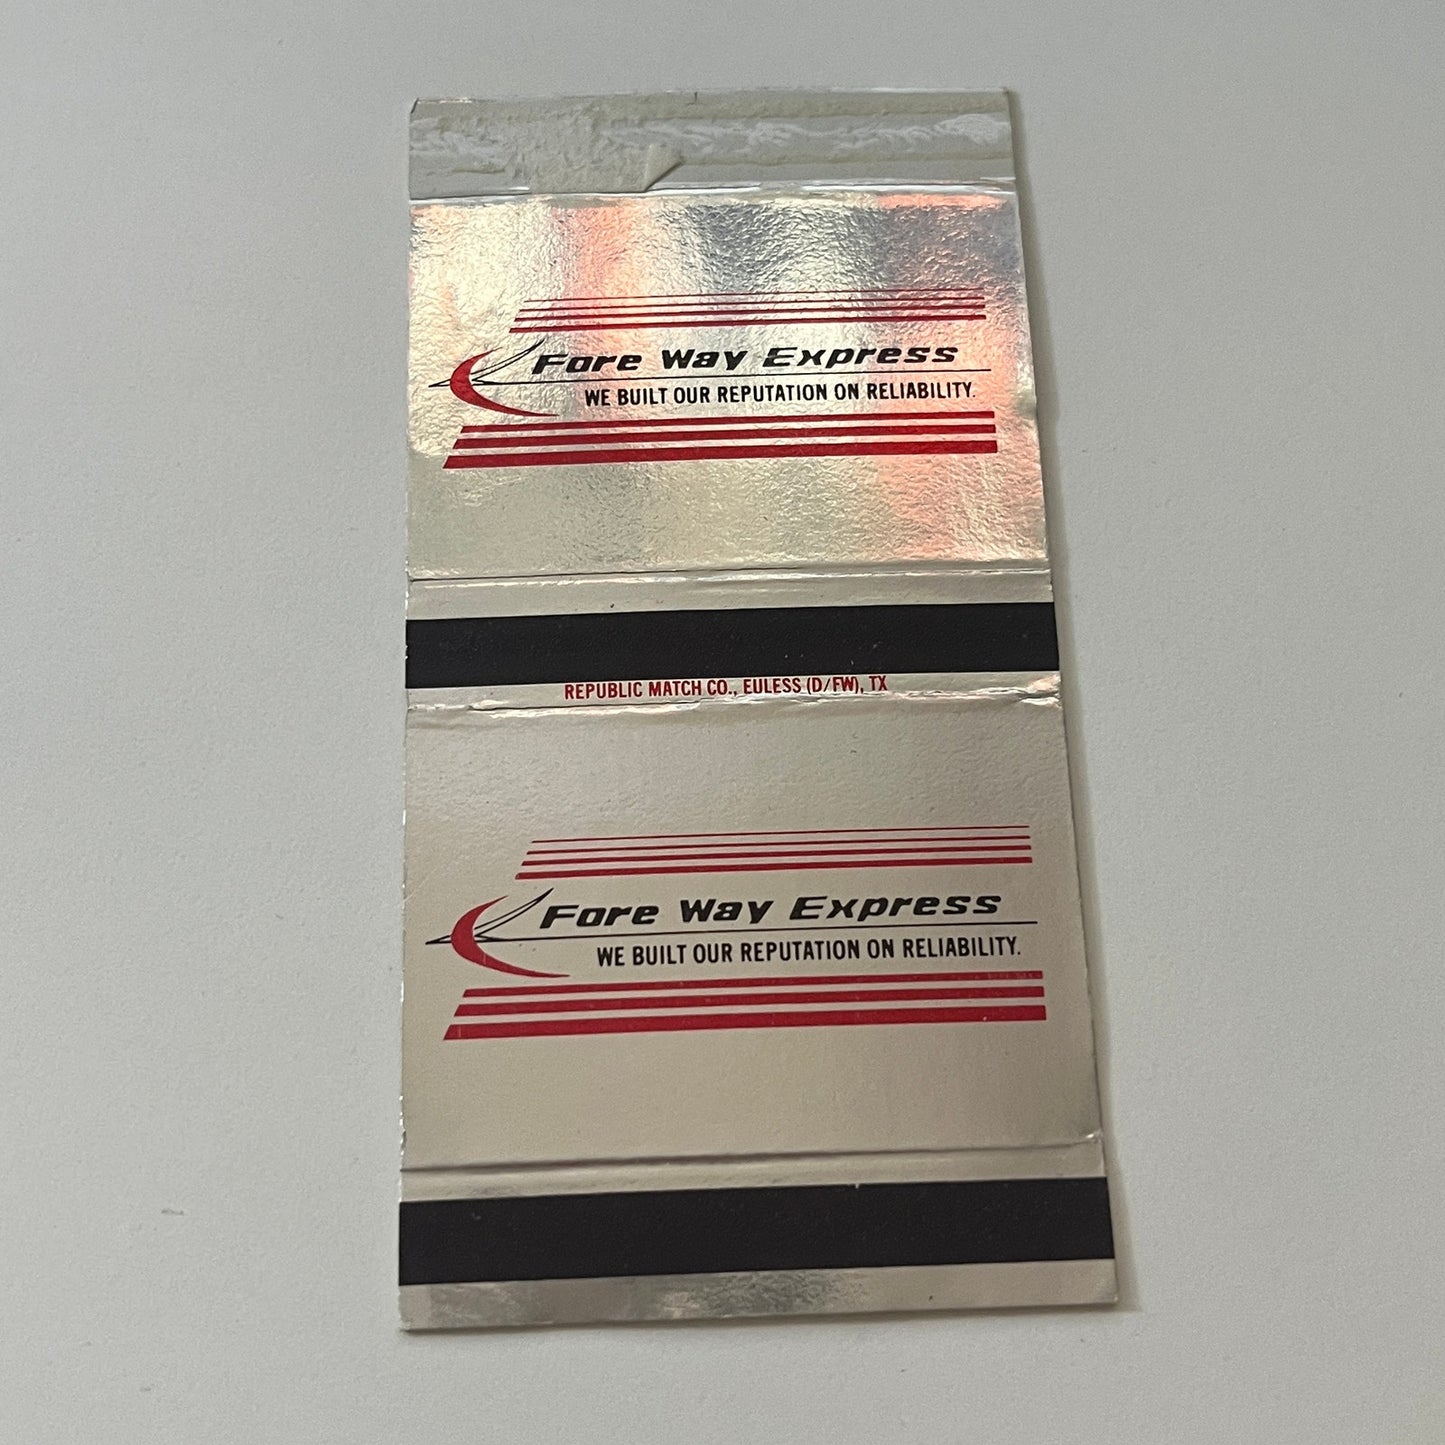 Fore Way Express
WE BUILT OUR REPUTATION ON RELIABILITY.
REPUBLIC MATCH CO., EULESS (D/FW), TX
Fore Way Express
WE BUILT OUR REPUTATION ON RELIABILITY.